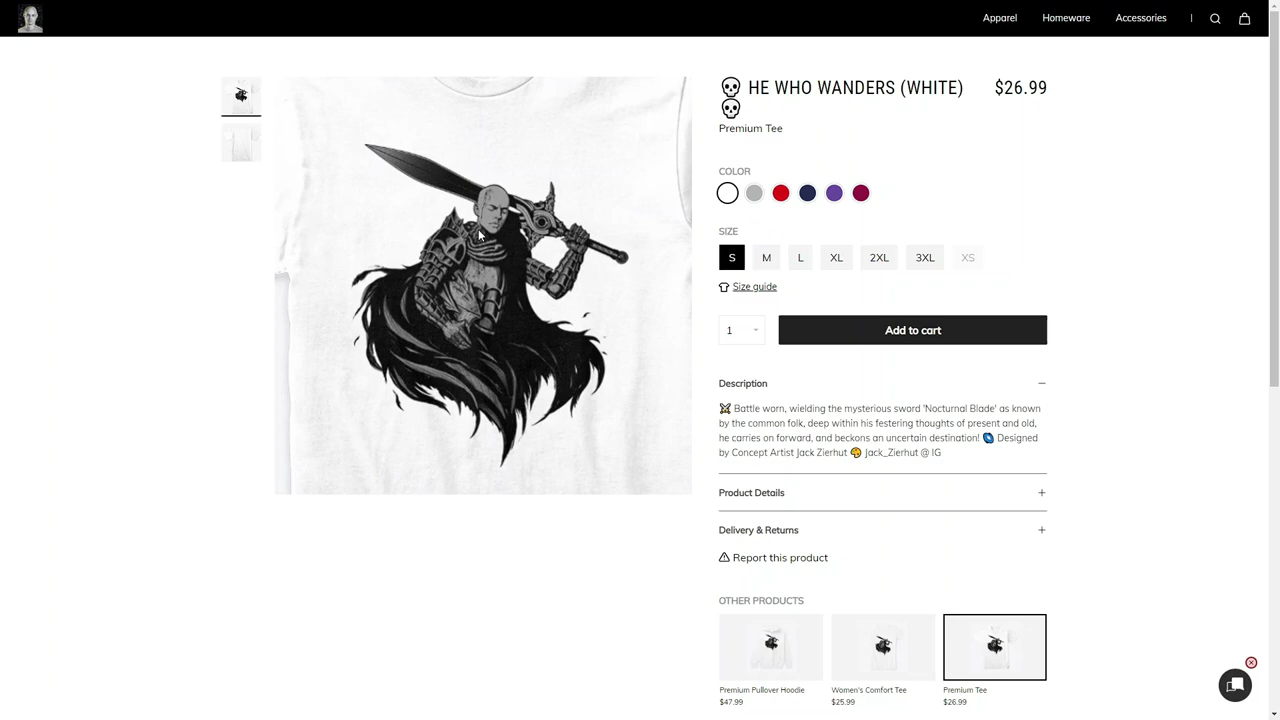 Apparel Homeware Accessories
HE WHO WANDERS (WHITE) $26.99
Premium Tee
COLOR
SIZE
S M L XL 2XL 3XL XS
Size guide
1 Add to cart
Description
Battle worn, wielding the mysterious sword 'Nocturnal Blade' as known
by the common folk, deep within his festering thoughts of present and old,
he carries on forward, and beckons an uncertain destination! Designed
by Concept Artist Jack Zierhut Jack_Zierhut @ IG
Product Details
Delivery & Returns
Report this product
OTHER PRODUCTS
Premium Pullover Hoodie Women's Comfort Tee Premium Tee
$47.99 $25.99 $26.99